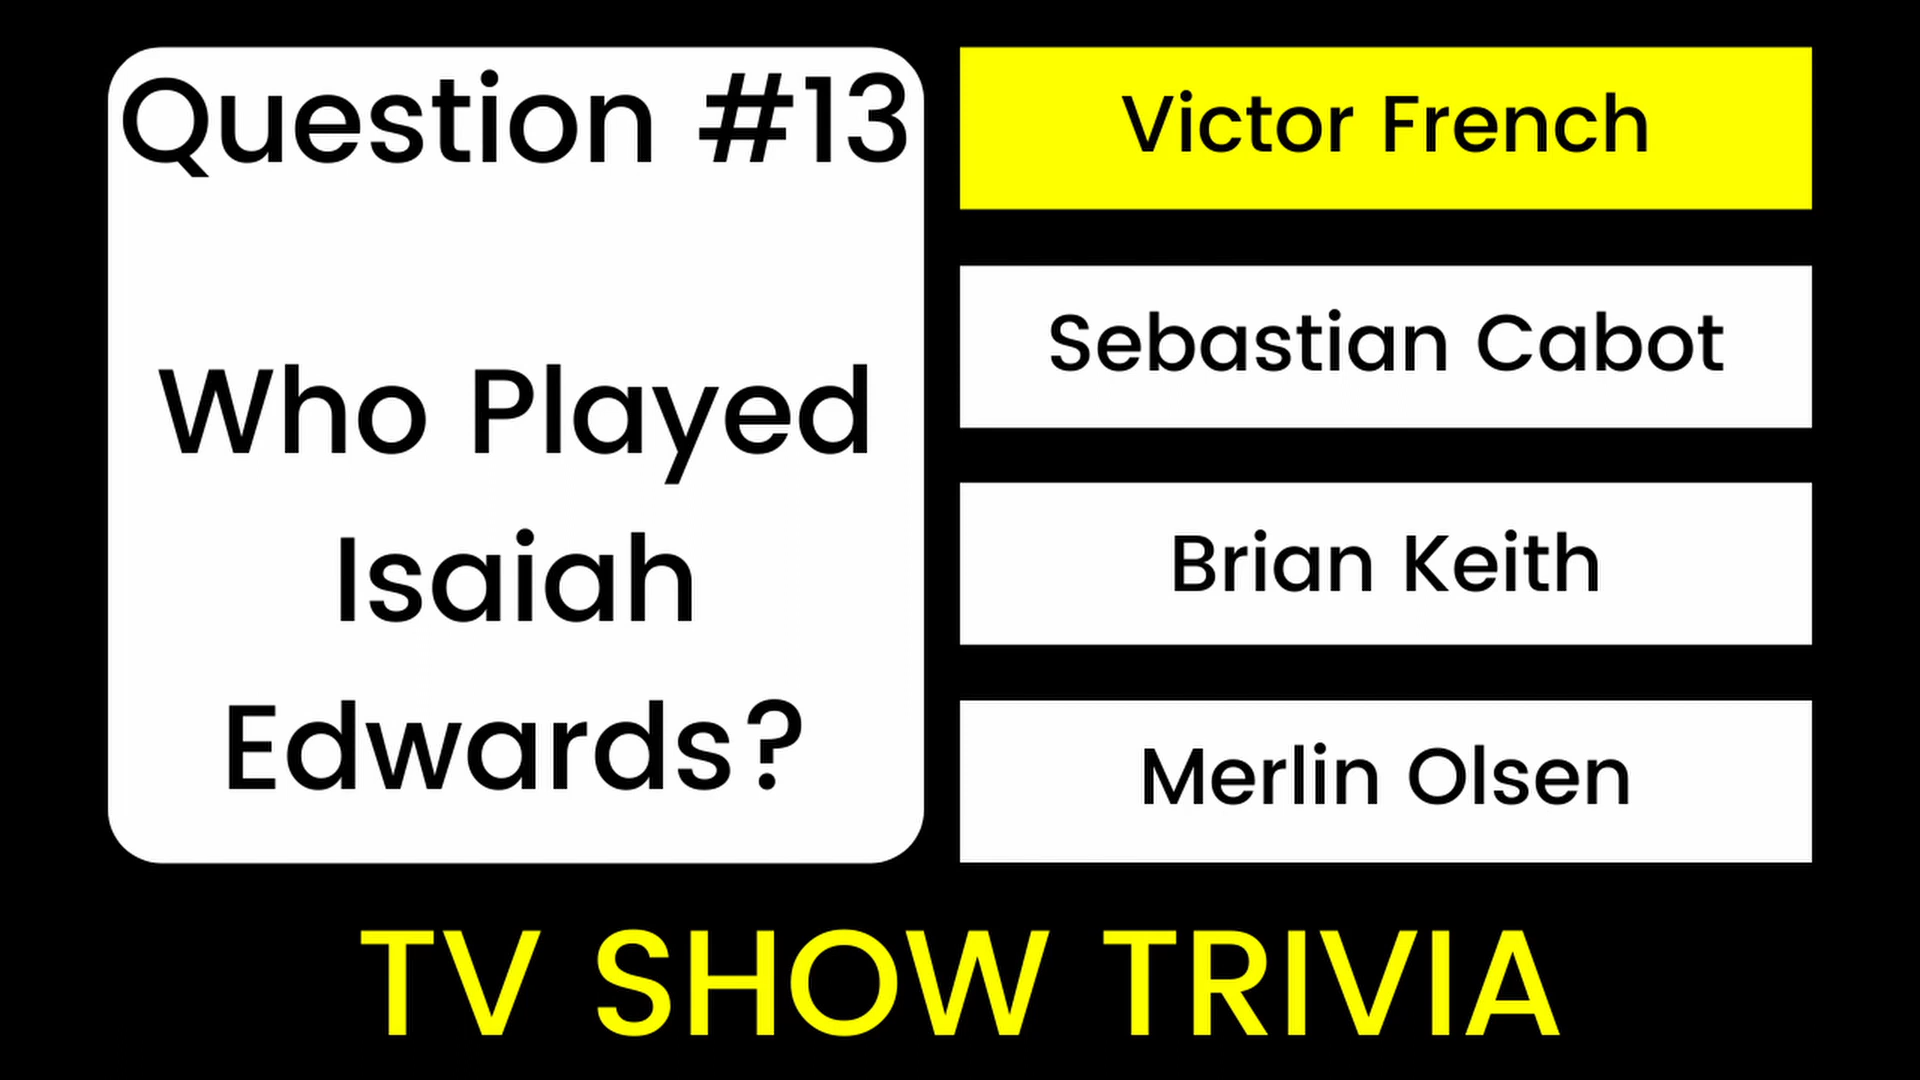 Question #13
Who Played
Isaiah
Edwards?
Victor French
Sebastian Cabot
Brian Keith
Merlin Olsen
TV SHOW TRIVIA